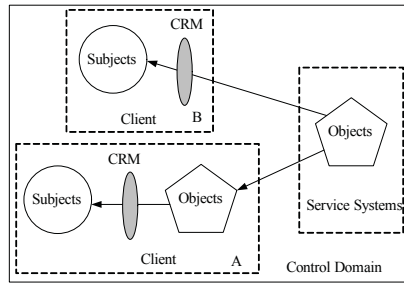 CRM
Subjects
Client
B
Objects
Service Systems
CRM
Subjects
Objects
Client
A
Control Domain